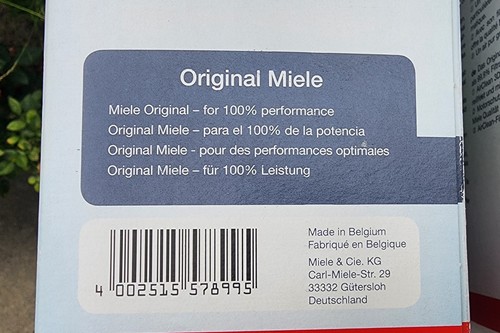 Original Miele
Miele Original – for 100% performance
Original Miele – para el 100% de la potencia
Original Miele - pour des performances optimales
Original Miele – für 100% Leistung
4 002515 578995
Made in Belgium
Fabriqué en Belgique
Miele & Cie. KG
Carl-Miele-Str. 29
33332 Gütersloh
Deutschland